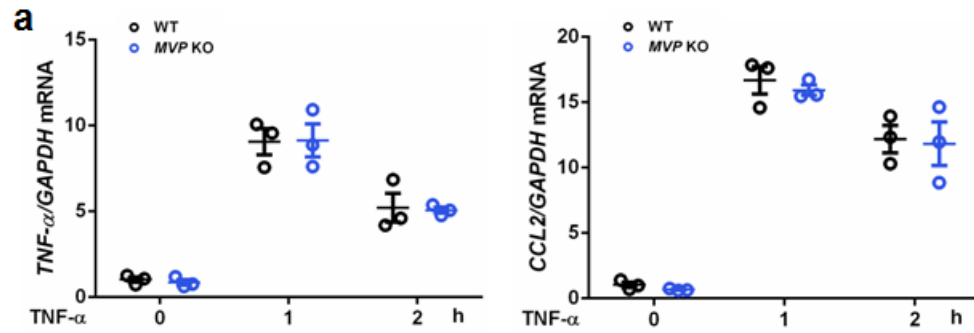 a
WT
MVP KO
TNF-α/GAPDH mRNA
15
10
5
0
TNF-α 0 1 2 h
WT
MVP KO
CCL2/GAPDH mRNA
20
15
10
5
0
TNF-α 0 1 2 h